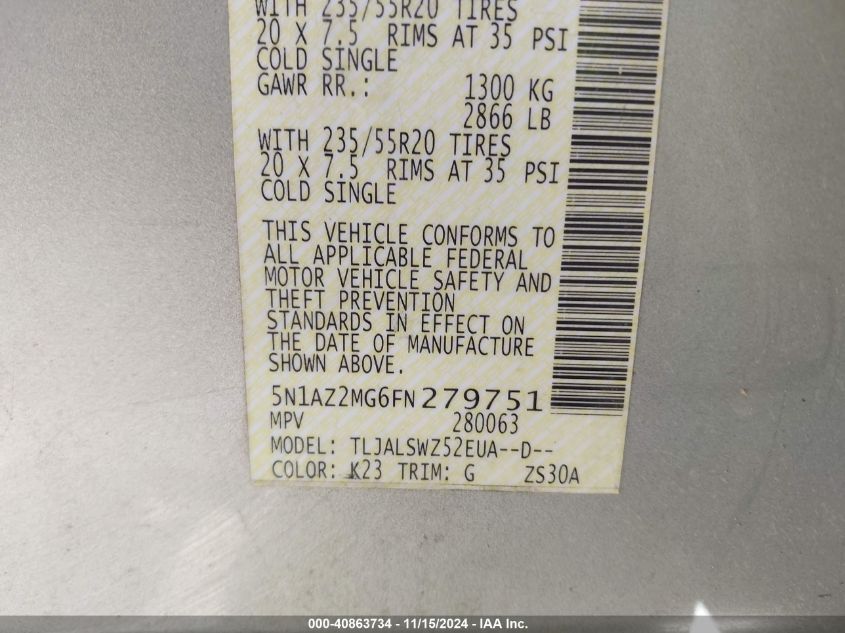 WITH 235/55R20 TIRES
20 X 7.5 RIMS AT 35 PSI
COLD SINGLE
GAWR RR.: 1300 KG
2866 LB
WITH 235/55R20 TIRES
20 X 7.5 RIMS AT 35 PSI
COLD SINGLE
THIS VEHICLE CONFORMS TO
ALL APPLICABLE FEDERAL
MOTOR VEHICLE SAFETY AND
THEFT PREVENTION
STANDARDS IN EFFECT ON
THE DATE OF MANUFACTURE
SHOWN ABOVE.
5N1AZ2MG6FN279751
MPV 280063
MODEL: TLJALSWZ52EUA--D--
COLOR: K23 TRIM: G ZS30A
000-40863734 - 11/15/2024 - IAA Inc.